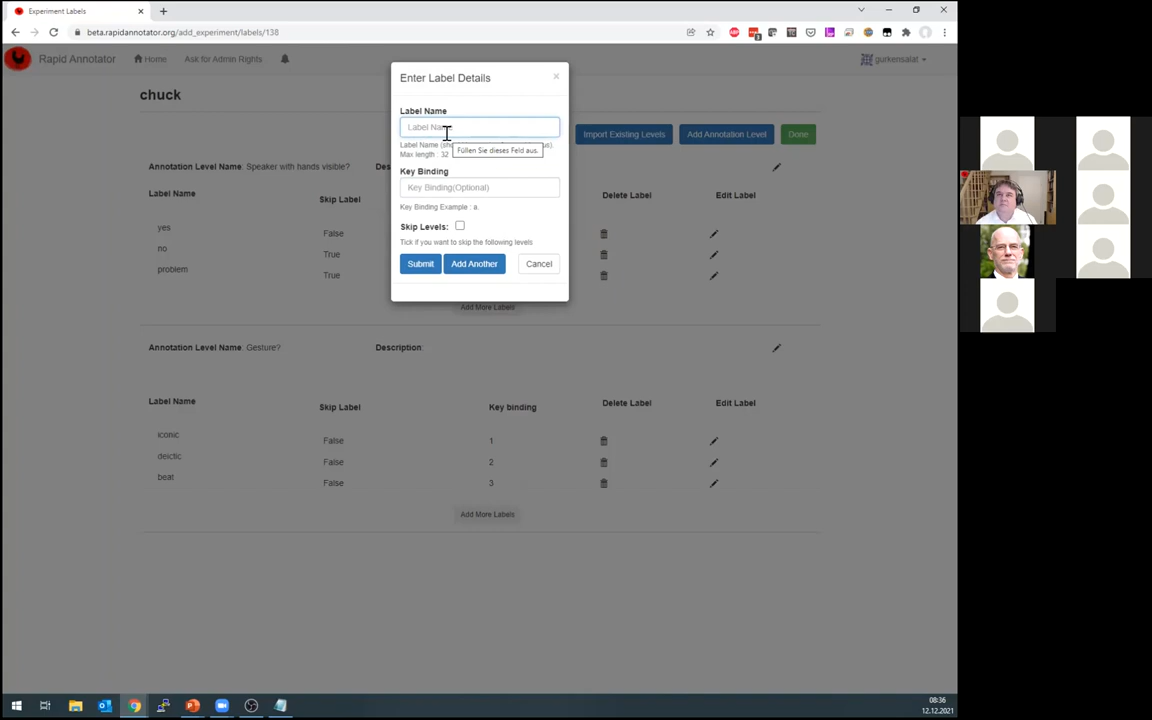 Experiment Labels
beta.rapidannotator.org/add_experiment/labels/138
Rapid Annotator Home Ask for Admin Rights gurkensalat
chuck
Enter Label Details
Label Name
Label Name
Label Name
Max length : 32
Füllen Sie dieses Feld aus.
Key Binding
Key Binding(Optional)
Key Binding Example : a.
Skip Levels:
Tick if you want to skip the following levels
Submit Add Another Cancel
Import Existing Levels Add Annotation Level Done
Annotation Level Name: Speaker with hands visible?
Label Name Skip Label Delete Label Edit Label
yes False
no True
problem True
Add More Labels
Annotation Level Name: Gesture? Description:
Label Name Skip Label Key binding Delete Label Edit Label
iconic False 1
deictic False 2
beat False 3
Add More Labels
08:36
12.12.2021